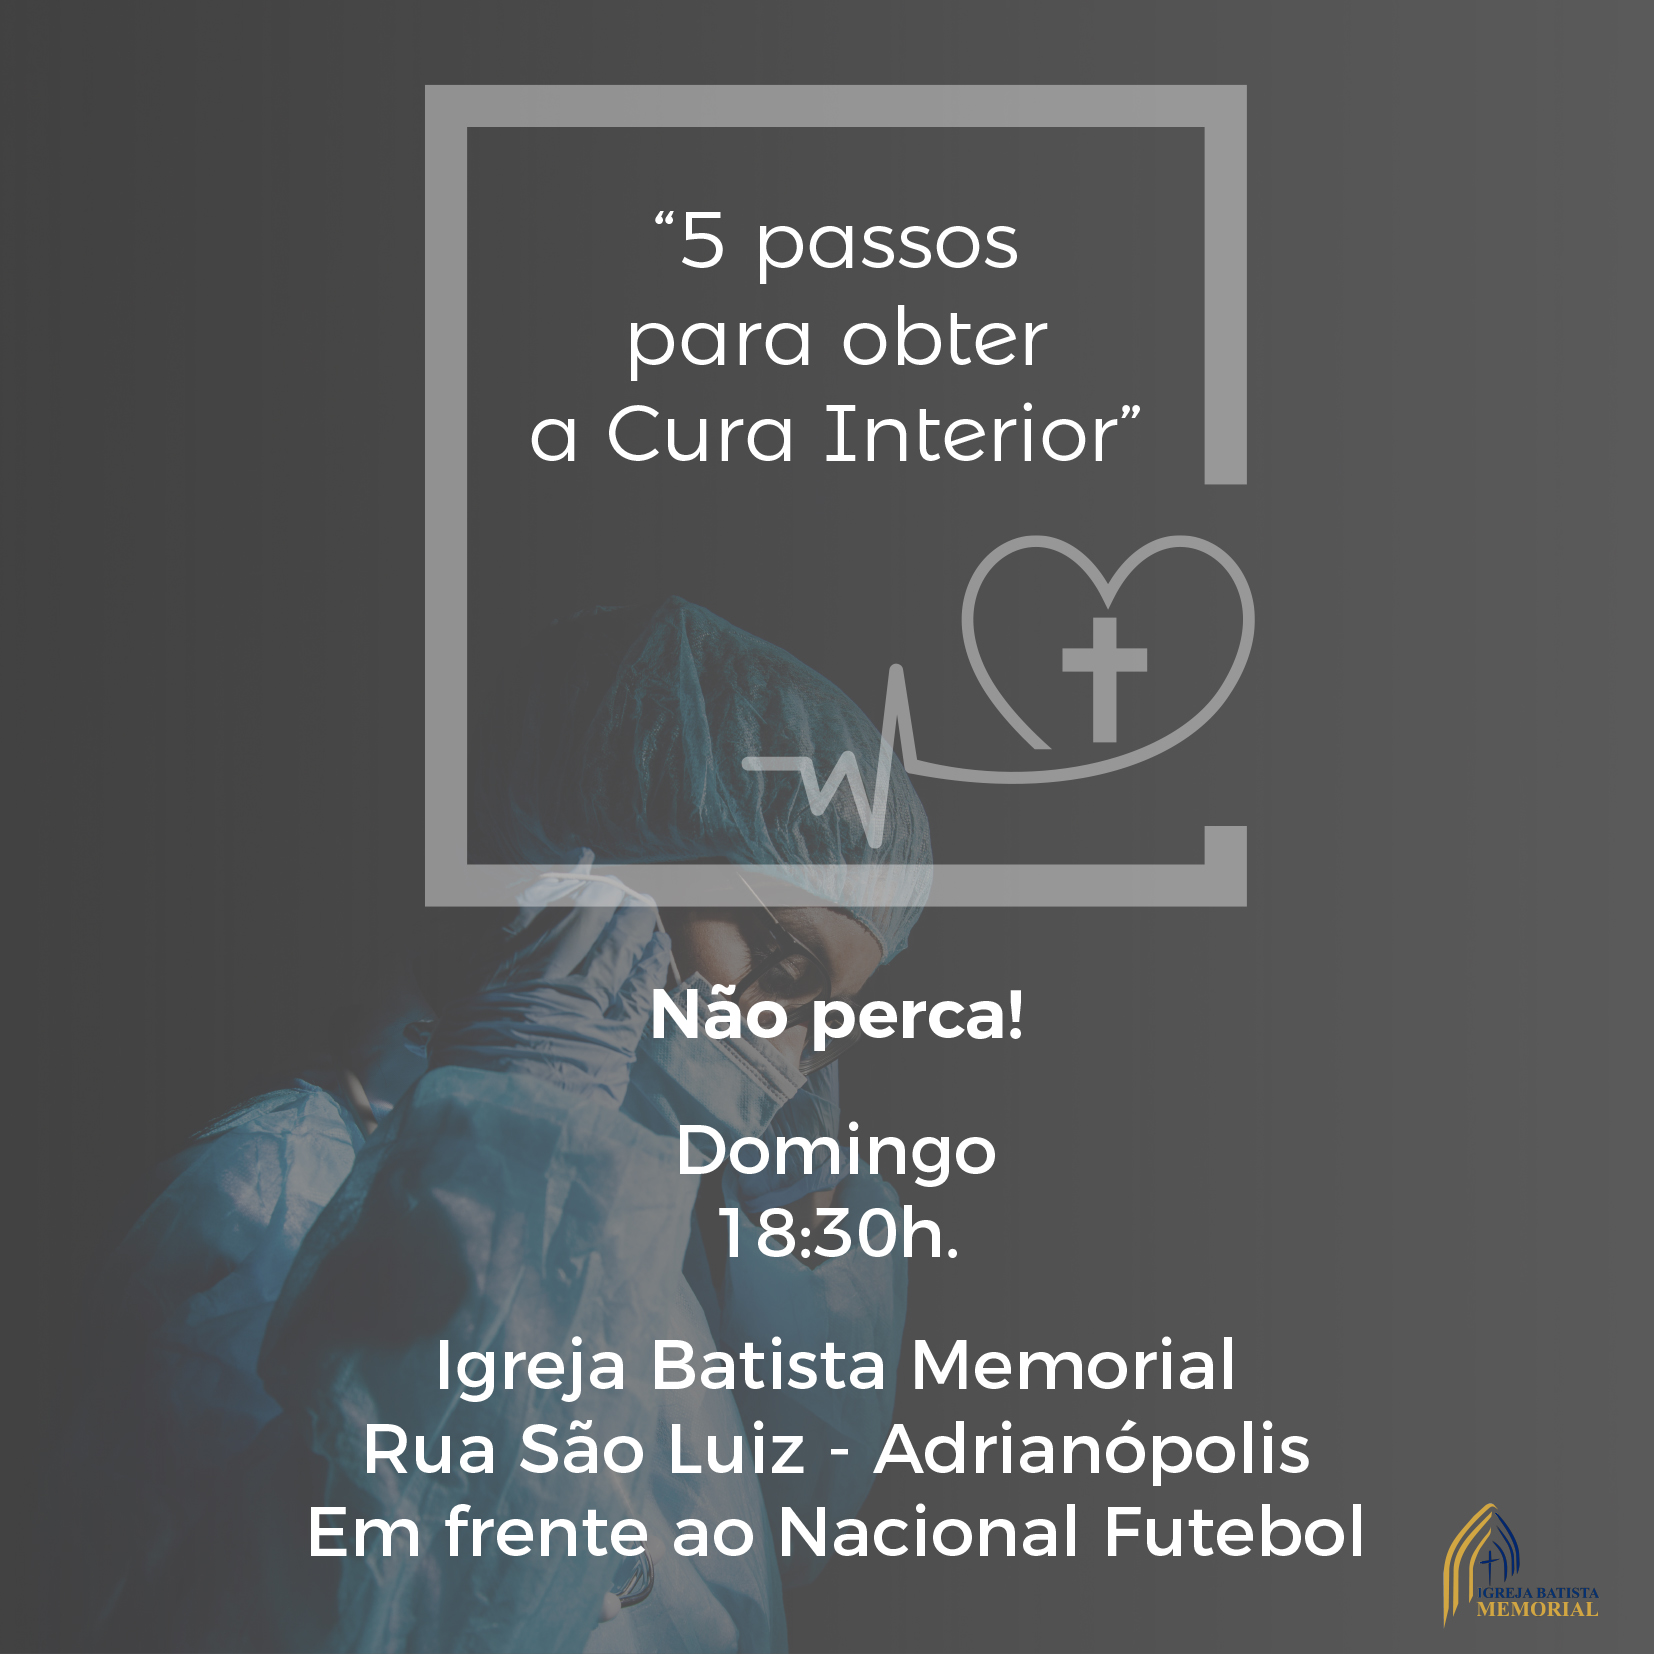 “5 passos
para obter
a Cura Interior”
Não perca!
Domingo
18:30h.
Igreja Batista Memorial
Rua São Luiz - Adrianópolis
Em frente ao Nacional Futebol
IGREJA BATISTA
MEMORIAL